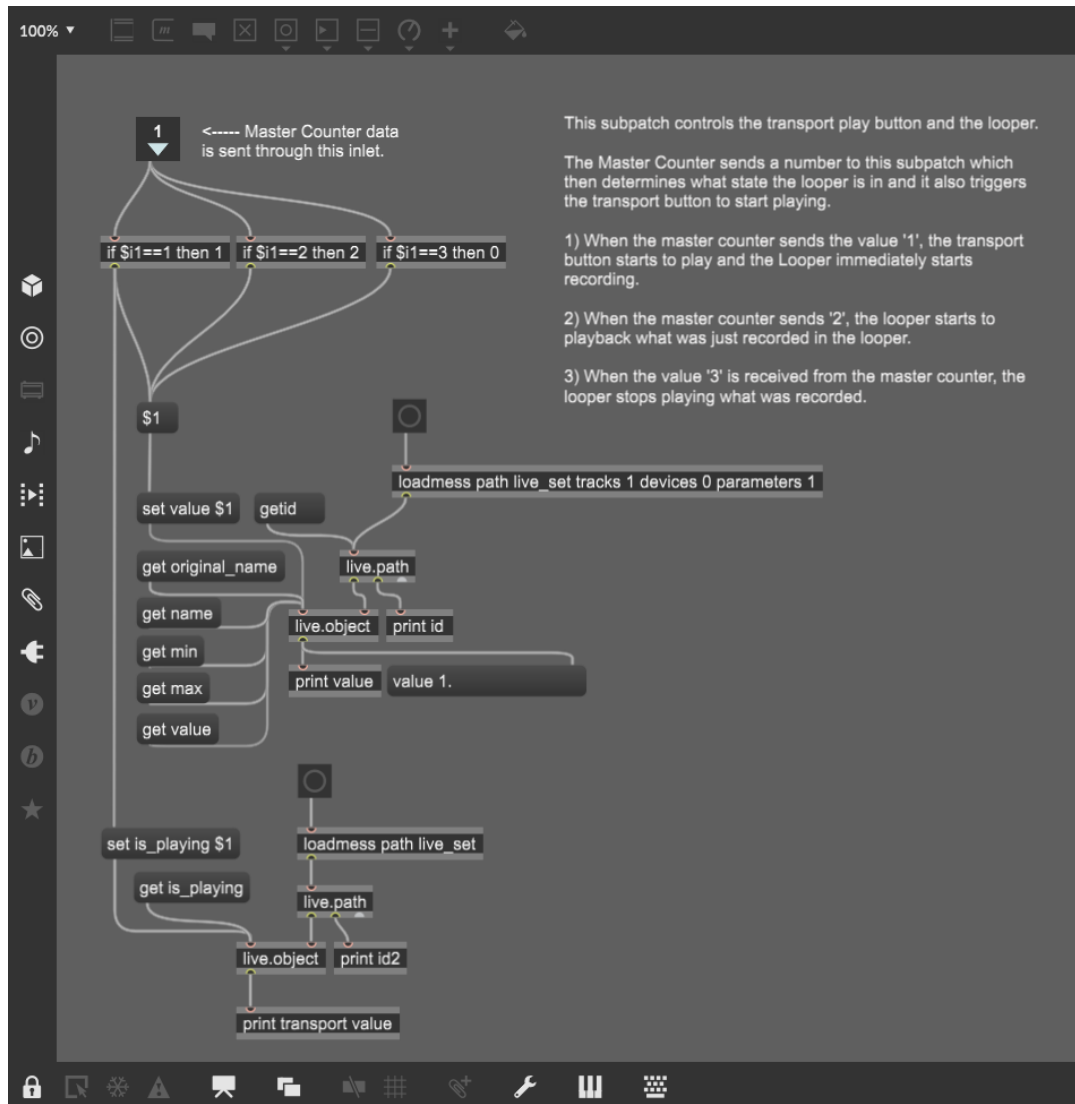 100% ▼
1
<----- Master Counter data
is sent through this inlet.
This subpatch controls the transport play button and the looper.
The Master Counter sends a number to this subpatch which
then determines what state the looper is in and it also triggers
the transport button to start playing.
1) When the master counter sends the value '1', the transport
button starts to play and the Looper immediately starts
recording.
2) When the master counter sends '2', the looper starts to
playback what was just recorded in the looper.
3) When the value '3' is received from the master counter, the
looper stops playing what was recorded.
if $i1==1 then 1
if $i1==2 then 2
if $i1==3 then 0
$1
loadmess path live_set tracks 1 devices 0 parameters 1
set value $1
getid
get original_name
live.path
get name
live.object
print id
get min
print value
value 1.
get max
get value
set is_playing $1
loadmess path live_set
get is_playing
live.path
live.object
print id2
print transport value